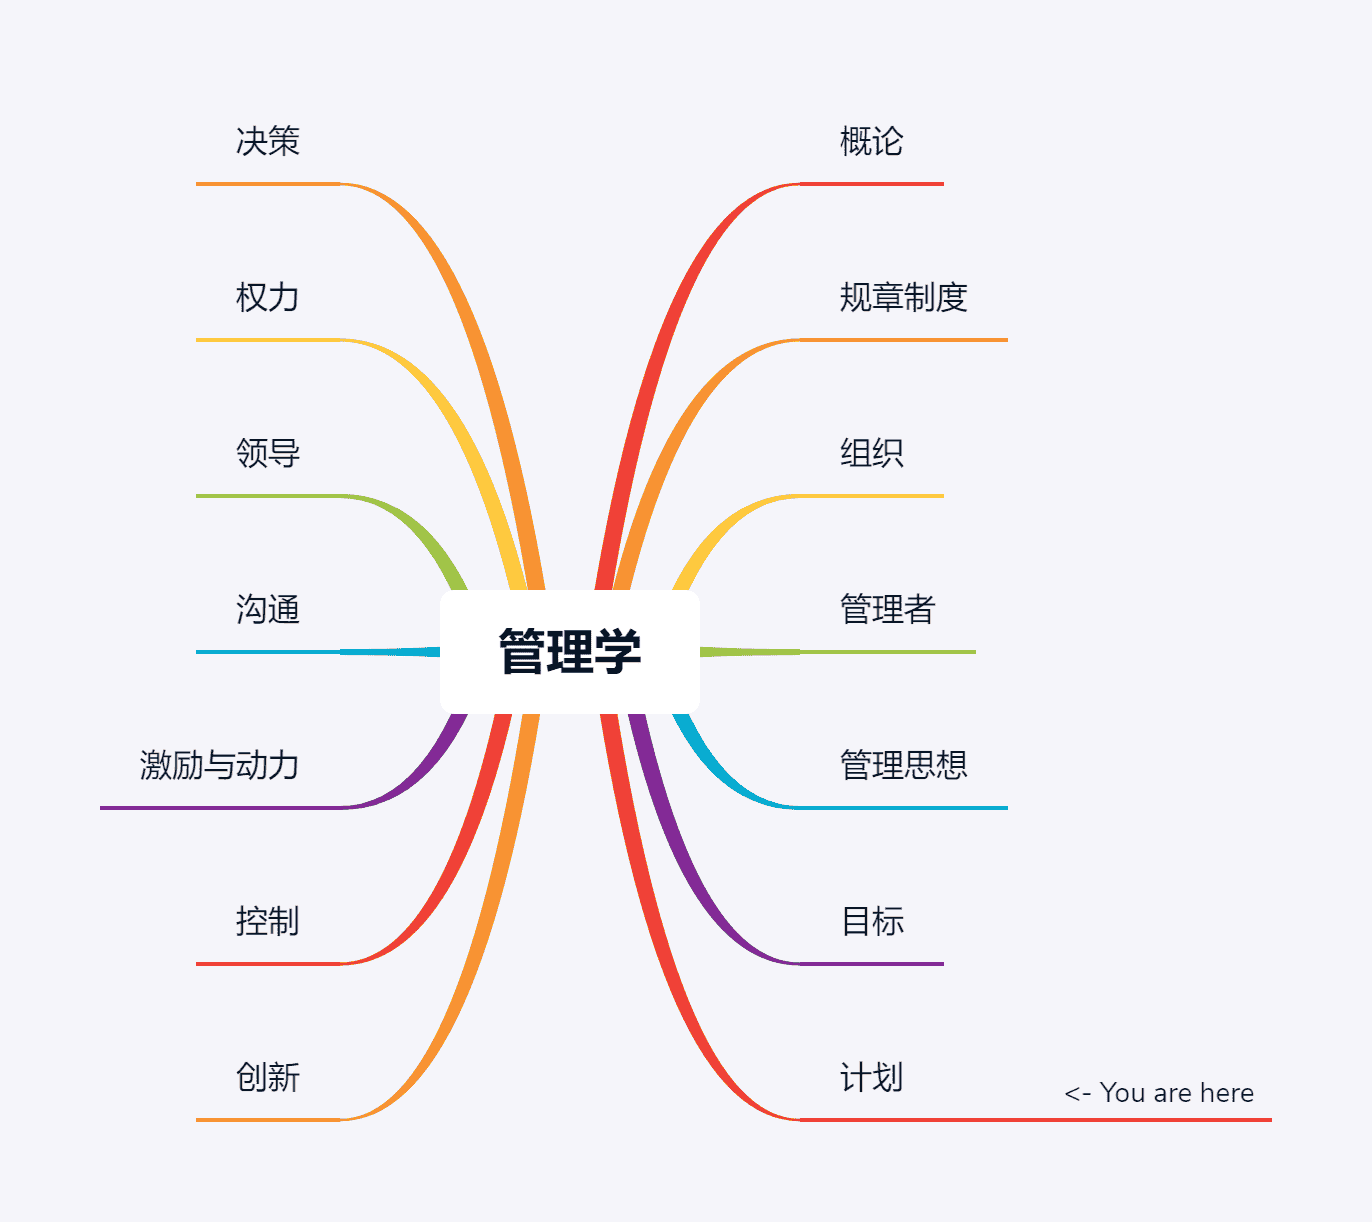 决策
概论
权力
规章制度
领导
组织
沟通
管理者
管理学
激励与动力
管理思想
控制
目标
创新
计划
<- You are here